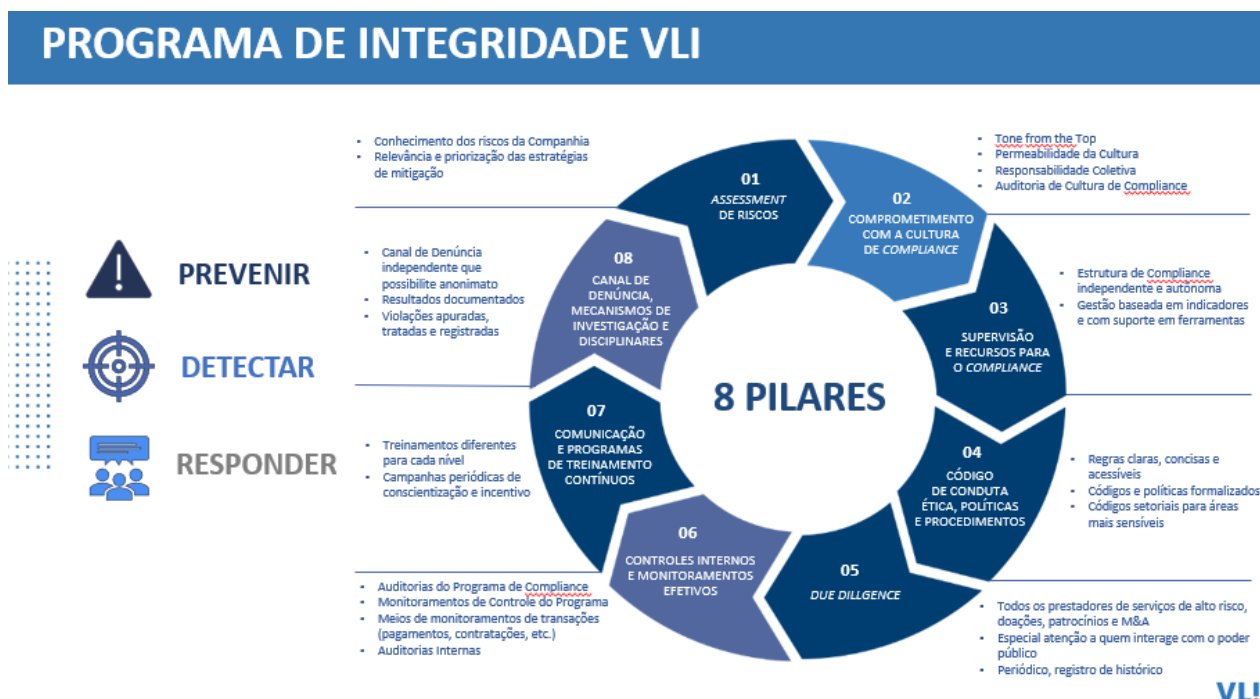 PROGRAMA DE INTEGRIDADE VLI
PREVENIR
DETECTAR
RESPONDER
8 PILARES
01
ASSESSMENT
DE RISCOS
• Conhecimento dos riscos da Companhia
• Relevância e priorização das estratégias
de mitigação
02
COMPROMETIMENTO
COM A CULTURA
DE COMPLIANCE
• Tone from the Top
• Permeabilidade da Cultura
• Responsabilidade Coletiva
• Auditoria de Cultura de Compliance
03
SUPERVISÃO
E RECURSOS PARA
O COMPLIANCE
• Estrutura de Compliance
independente e autônoma
• Gestão baseada em indicadores
e com suporte em ferramentas
04
CÓDIGO
DE CONDUTA
ÉTICA, POLÍTICAS
E PROCEDIMENTOS
• Regras claras, concisas e
acessíveis
• Códigos e políticas formalizados
• Códigos setoriais para áreas
mais sensíveis
05
DUE DILLGENCE
• Todos os prestadores de serviços de alto risco,
doações, patrocínios e M&A
• Especial atenção a quem interage com o poder
público
• Periódico, registro de histórico
06
CONTROLES INTERNOS
E MONITORAMENTOS
EFETIVOS
• Auditorias do Programa de Compliance
• Monitoramentos de Controle do Programa
• Meios de monitoramentos de transações
(pagamentos, contratações, etc.)
• Auditorias Internas
07
COMUNICAÇÃO
E PROGRAMAS
DE TREINAMENTO
CONTÍNUOS
• Treinamentos diferentes
para cada nível
• Campanhas periódicas de
conscientização e incentivo
08
CANAL DE
DENÚNCIA,
MECANISMOS DE
INVESTIGAÇÃO E
DISCIPLINARES
• Canal de Denúncia
independente que
possibilite anonimato
• Resultados documentados
• Violações apuradas,
tratadas e registradas
VLI